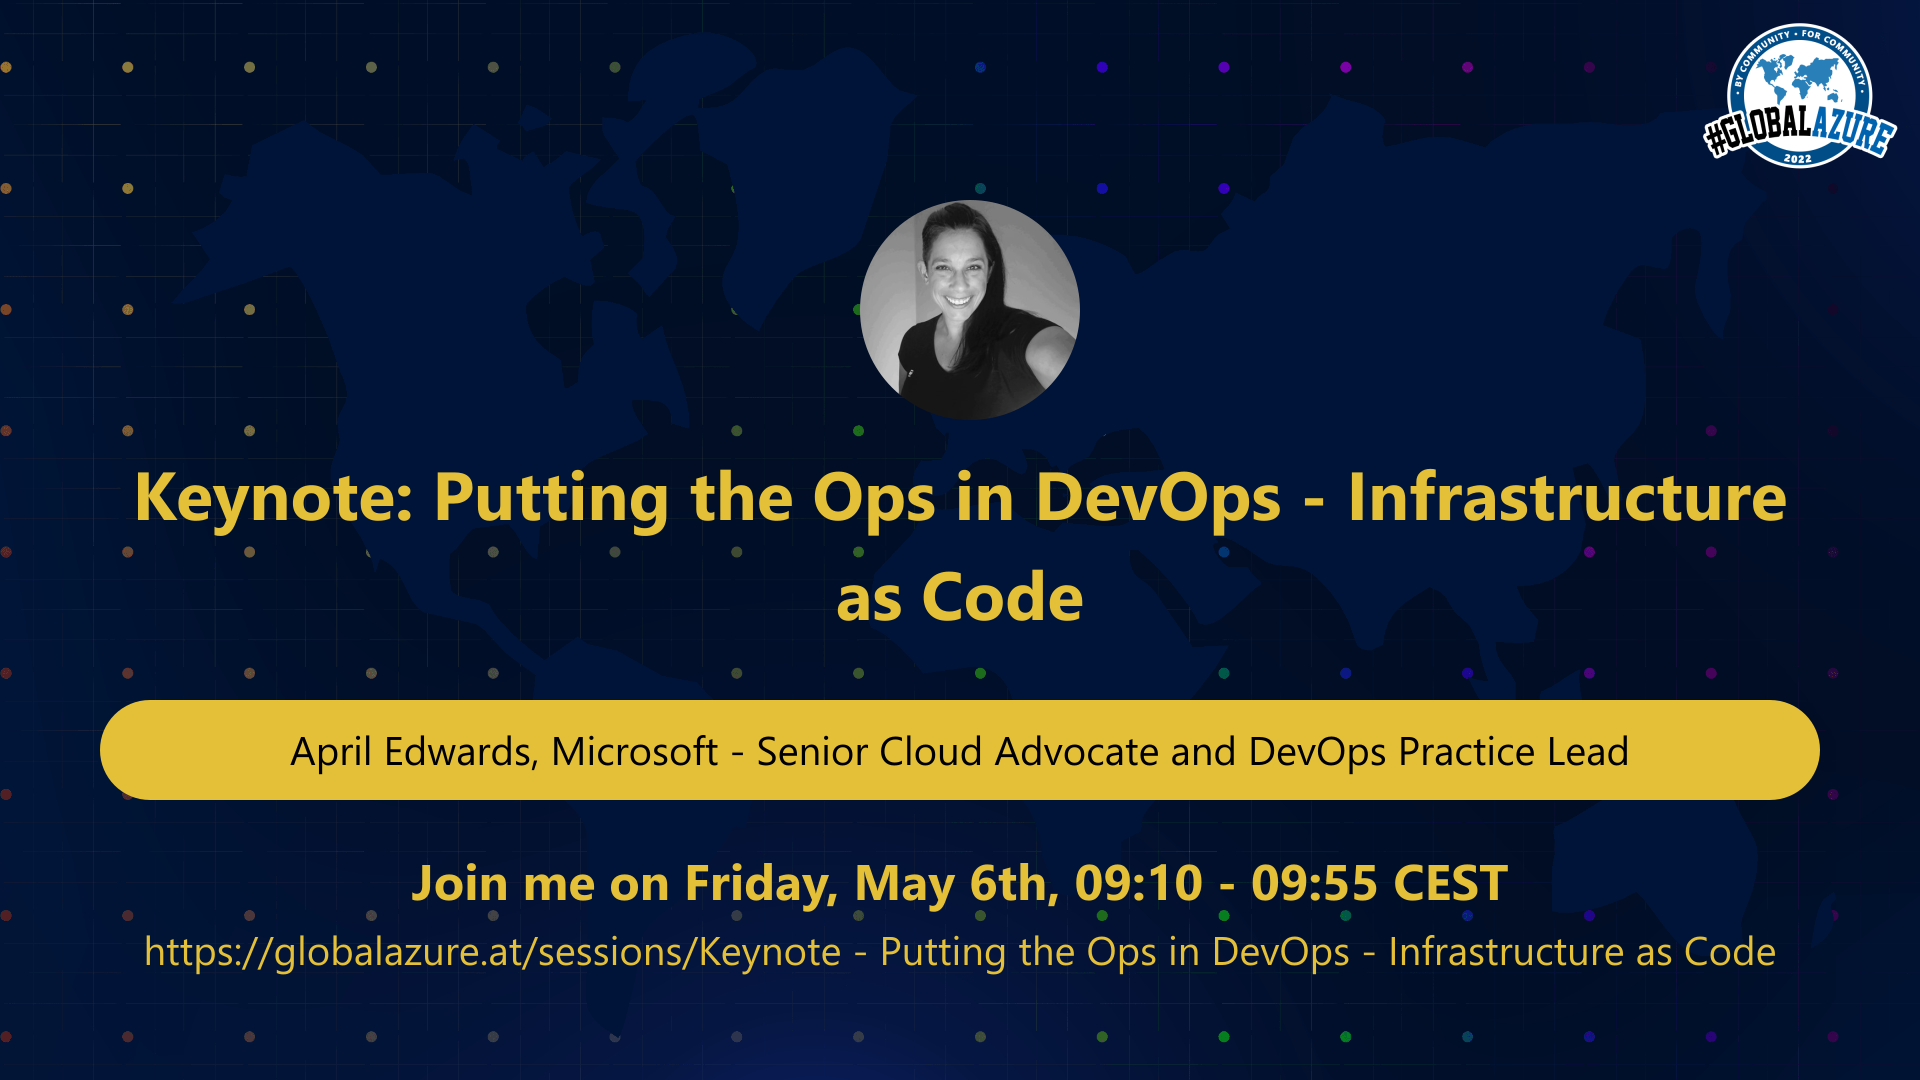 • BY COMMUNITY • FOR COMMUNITY •
#GLOBALAZURE
2022
Keynote: Putting the Ops in DevOps - Infrastructure
as Code
April Edwards, Microsoft - Senior Cloud Advocate and DevOps Practice Lead
Join me on Friday, May 6th, 09:10 - 09:55 CEST
https://globalazure.at/sessions/Keynote - Putting the Ops in DevOps - Infrastructure as Code